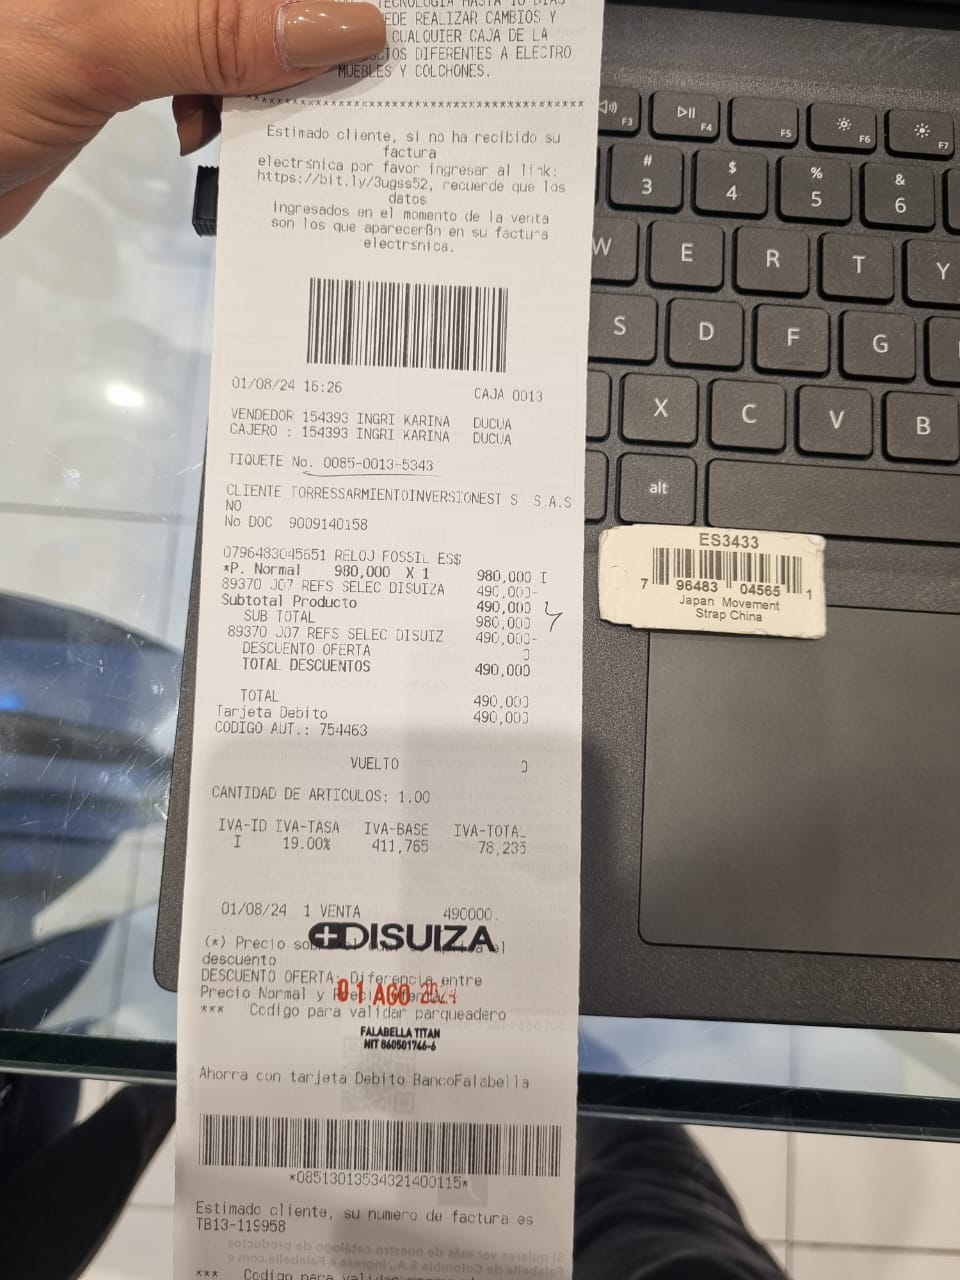 TECNOLOGIA HASTA 10 DIAS
EDE REALIZAR CAMBIOS Y
CUALQUIER CAJA DE LA
CTOS DIFERENTES A ELECTRO
MUEBLES Y COLCHONES.
Estimado cliente, si no ha recibido su
factura
electrsnica por favor ingresar al link:
https://bit.ly/3ugss52, recuerde que los
datos
ingresados en el momento de la venta
son los que aparecerßn en su factura
electrsnica.
01/08/24 16:26 CAJA 0013
VENDEDOR 154393 INGRI KARINA DUCUA
CAJERO : 154393 INGRI KARINA DUCUA
TIQUETE No. 0085-0013-5343
CLIENTE TORRESSARMIENTOINVERSIONEST S S.A.S
NO
No DOC 9009140158
0796483045651 RELOJ FOSSIL ES$
*P. Normal 980,000 X 1 980,000 I
89370 J07 REFS SELEC DISUIZA 490,000-
Subtotal Producto 490,000
SUB TOTAL 980,000
89370 J07 REFS SELEC DISUIZ 490,000-
DESCUENTO OFERTA 0
TOTAL DESCUENTOS 490,000
TOTAL 490,000
Tarjeta Debito 490,000
CODIGO AUT.: 754463
VUELTO 0
CANTIDAD DE ARTICULOS: 1.00
IVA-ID IVA-TASA IVA-BASE IVA-TOTAL
I 19.00% 411,765 78,235
01/08/24 1 VENTA 490000.
DISUIZA
(*) Precio el
descuento
DESCUENTO OFERTA: Diferencia entre
Precio Normal y
01 AGO 2024
*** Codigo para validar parqueadero
FALABELLA TITAN
NIT 860501746-6
Ahorra con tarjeta Debito BancoFalabella
*08513013534321400115*
Estimado cliente, su numero de factura es
TB13-119958
*** Codigo para
ES3433
7 96483 04565 1
Japan Movement
Strap China
F3
F4
F5
F6
F7
# 3
$ 4
% 5
& 6
W
E
R
T
Y
S
D
F
G
X
C
V
B
alt